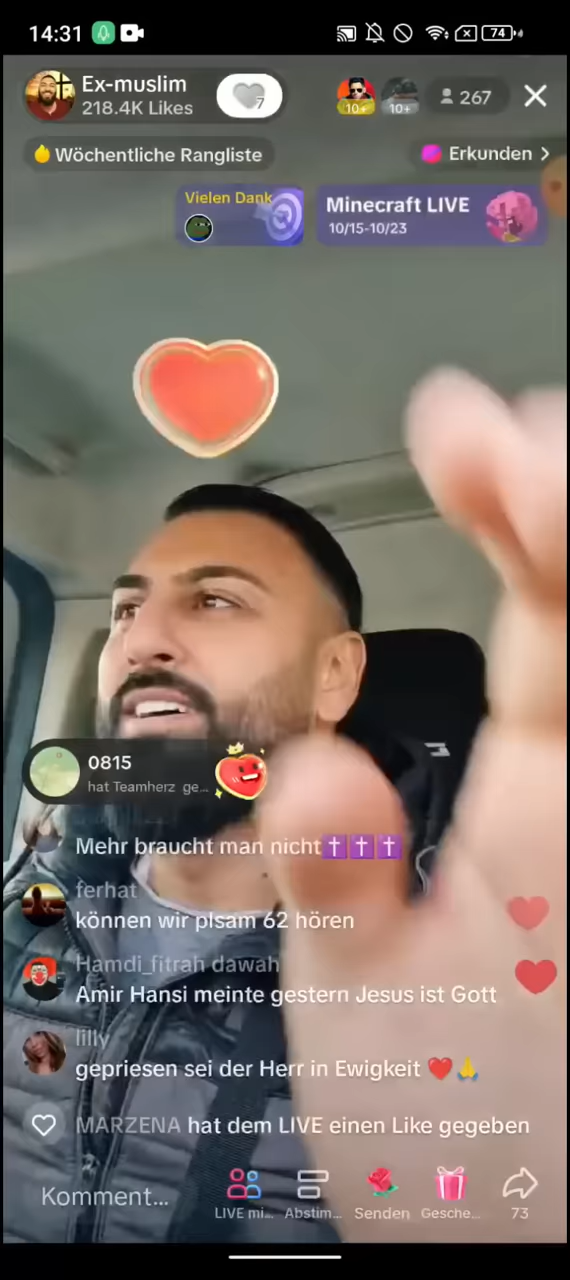 14:31
74
Ex-muslim
218.4K Likes
7
10+
10+
267
Wöchentliche Rangliste
Erkunden >
Vielen Dank
Minecraft LIVE
10/15-10/23
0815
hat Teamherz ge...
Mehr braucht man nicht✝️✝️✝️
ferhat
können wir plsam 62 hören
Hamdi_fitrah dawah
Amir Hansi meinte gestern Jesus ist Gott
lilly
gepriesen sei der Herr in Ewigkeit ❤️🙏
MARZENA hat dem LIVE einen Like gegeben
Komment...
LIVE mi...
Abstim...
Senden
Gesche...
73